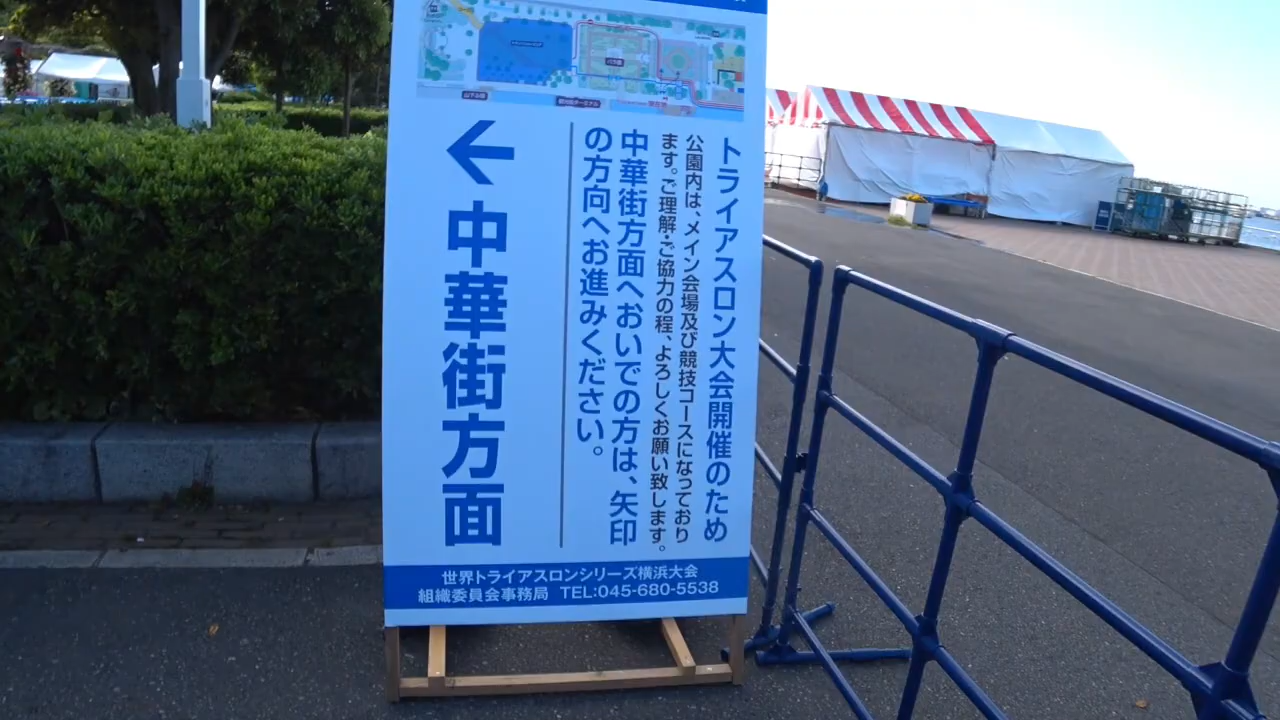 トライアスロン大会開催のため
公園内は、メイン会場及び競技コースになっており
ます。ご理解・ご協力の程、よろしくお願い致します。
中華街方面へおいでの方は、矢印
の方向へお進みください。
← 中華街方面
世界トライアスロンシリーズ横浜大会
組織委員会事務局 TEL:045-680-5538